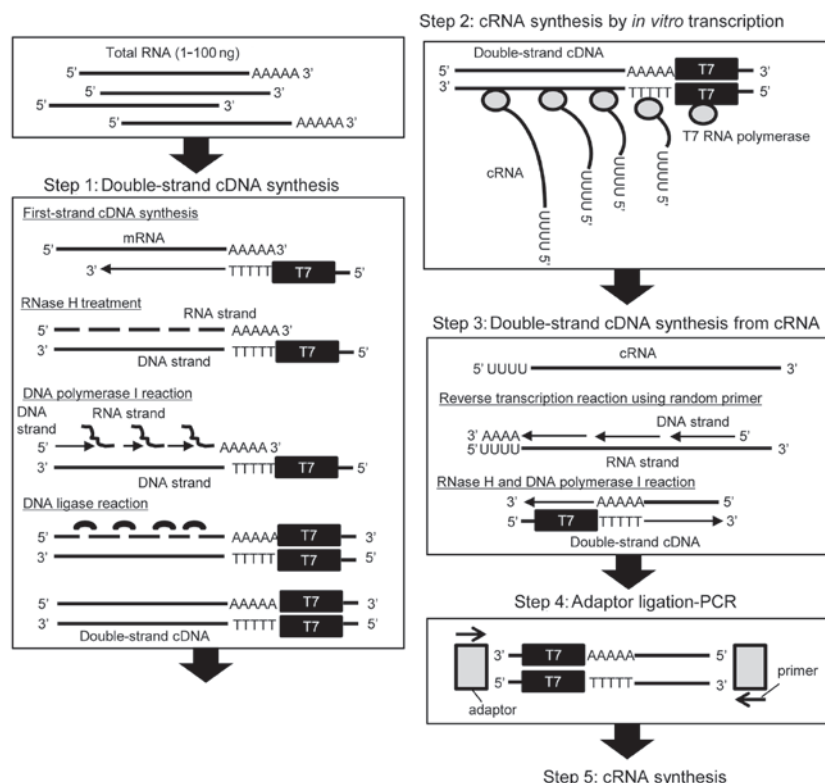 Total RNA (1-100 ng)
5' AAAAA 3'
5' 3'
5' 3'
5' AAAAA 3'
Step 1: Double-strand cDNA synthesis
First-strand cDNA synthesis
mRNA
5' AAAAA3'
3' TTTTT T7 5'
RNase H treatment
RNA strand
5' AAAAA 3'
3' TTTTT T7 5'
DNA strand
DNA polymerase I reaction
DNA strand RNA strand
5' AAAAA 3'
3' TTTTT T7 5'
DNA strand
DNA ligase reaction
5' AAAAA T7 3'
3' TTTTT T7 5'
5' AAAAA T7 3'
3' TTTTT T7 5'
Double-strand cDNA
Step 2: cRNA synthesis by in vitro transcription
Double-strand cDNA
5' AAAAA T7 3'
3' TTTTT T7 5'
T7 RNA polymerase
cRNA
UUUU 5'
UUUU 5'
UUUU 5'
UUUU 5'
Step 3: Double-strand cDNA synthesis from cRNA
cRNA
5' UUUU 3'
Reverse transcription reaction using random primer
DNA strand
3' AAAA 5'
5' UUUU 3'
RNA strand
RNase H and DNA polymerase I reaction
3' AAAAA 5'
5' T7 TTTTT 3'
Double-strand cDNA
Step 4: Adaptor ligation-PCR
3' T7 AAAAA 5'
5' T7 TTTTT 3'
adaptor
primer
Step 5: cRNA synthesis